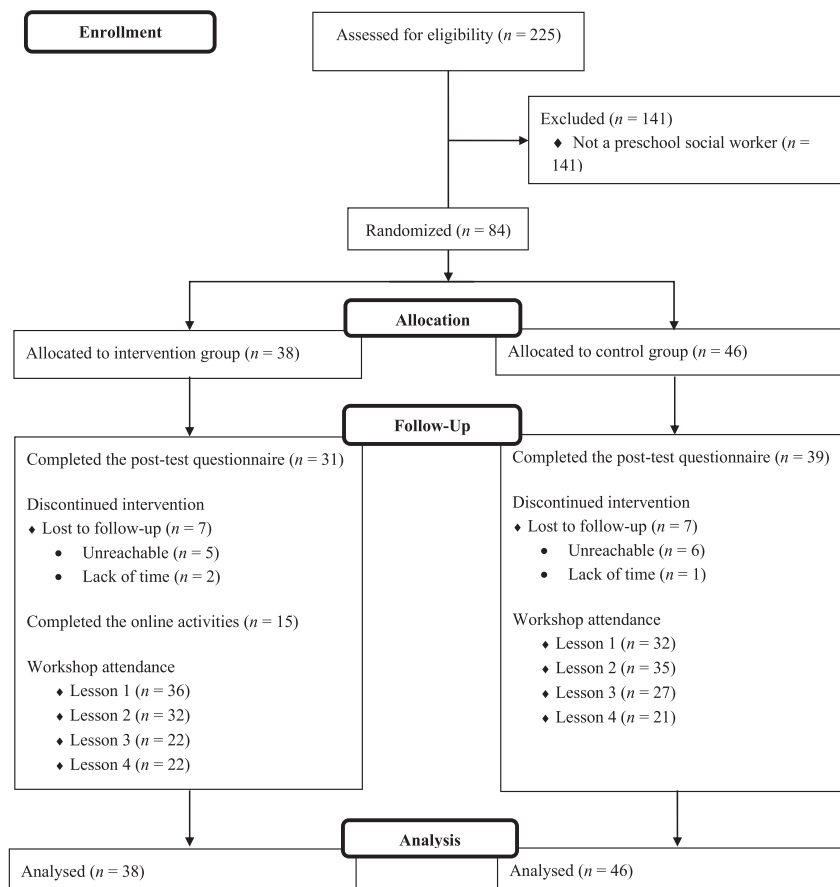 Enrollment
Assessed for eligibility (n = 225)
Excluded (n = 141)
♦ Not a preschool social worker (n =
141)
Randomized (n = 84)
Allocation
Allocated to intervention group (n = 38)
Allocated to control group (n = 46)
Follow-Up
Completed the post-test questionnaire (n = 31)
Discontinued intervention
♦ Lost to follow-up (n = 7)
• Unreachable (n = 5)
• Lack of time (n = 2)
Completed the online activities (n = 15)
Workshop attendance
♦ Lesson 1 (n = 36)
♦ Lesson 2 (n = 32)
♦ Lesson 3 (n = 22)
♦ Lesson 4 (n = 22)
Completed the post-test questionnaire (n = 39)
Discontinued intervention
♦ Lost to follow-up (n = 7)
• Unreachable (n = 6)
• Lack of time (n = 1)
Workshop attendance
♦ Lesson 1 (n = 32)
♦ Lesson 2 (n = 35)
♦ Lesson 3 (n = 27)
♦ Lesson 4 (n = 21)
Analysis
Analysed (n = 38)
Analysed (n = 46)